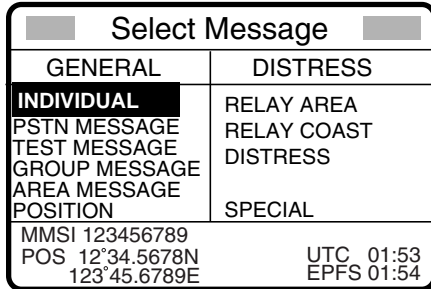 Select Message
GENERAL
INDIVIDUAL
PSTN MESSAGE
TEST MESSAGE
GROUP MESSAGE
AREA MESSAGE
POSITION
DISTRESS
RELAY AREA
RELAY COAST
DISTRESS
SPECIAL
MMSI 123456789
POS 12°34.5678N
123°45.6789E
UTC 01:53
EPFS 01:54